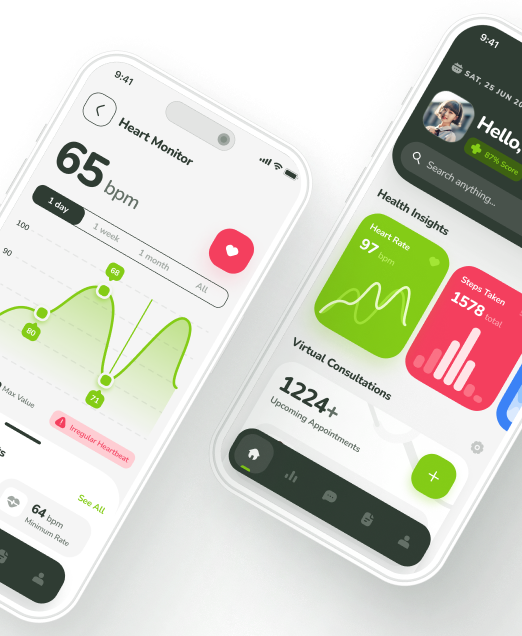 9:41
Heart Monitor
65 bpm
1 day
1 week
1 month
All
100
90
68
80
71
Max Value
Irregular Heartbeat
See All
64 bpm
Minimum Rate
9:41
SAT, 25 JUN
Hello,
87% Score
Search anything...
Health Insights
Heart Rate
97 bpm
Steps Taken
1578 total
Virtual Consultations
1224+
Upcoming Appointments